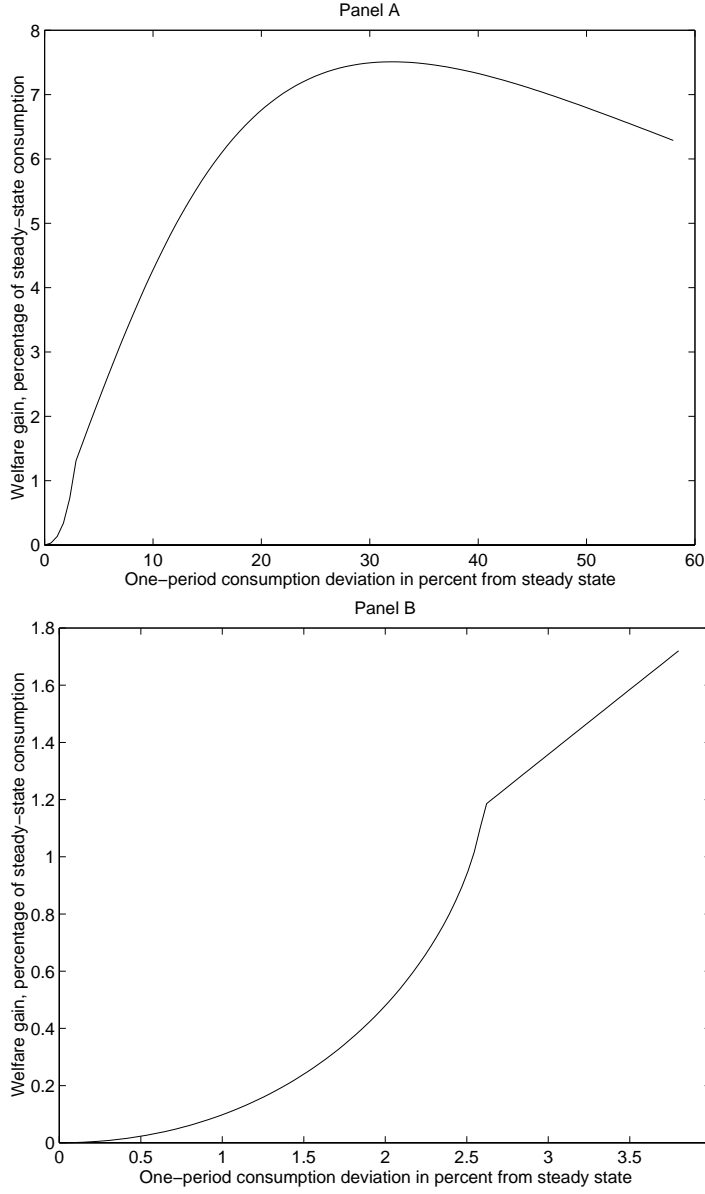 Panel A
Welfare gain, percentage of steady−state consumption
8
7
6
5
4
3
2
1
0
0 10 20 30 40 50 60
One−period consumption deviation in percent from steady state
Panel B
Welfare gain, percentage of steady−state consumption
1.8
1.6
1.4
1.2
1
0.8
0.6
0.4
0.2
0
0 0.5 1 1.5 2 2.5 3 3.5
One−period consumption deviation in percent from steady state